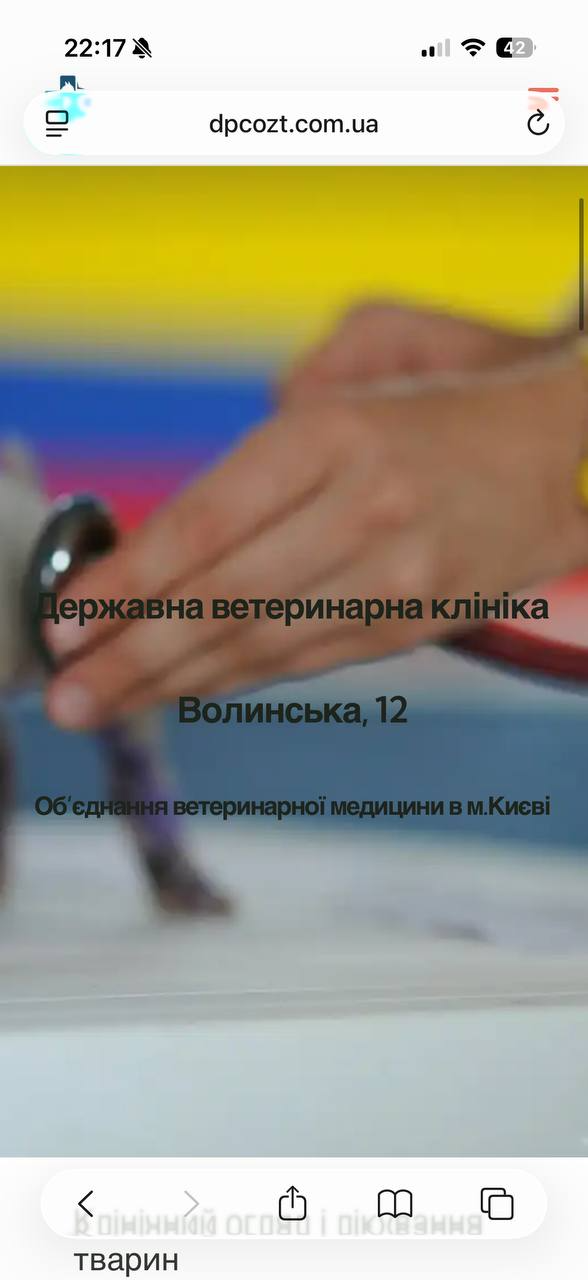 22:17
42
dpcozt.com.ua
Державна ветеринарна клініка
Волинська, 12
Об'єднання ветеринарної медицини в м.Києві
тварин